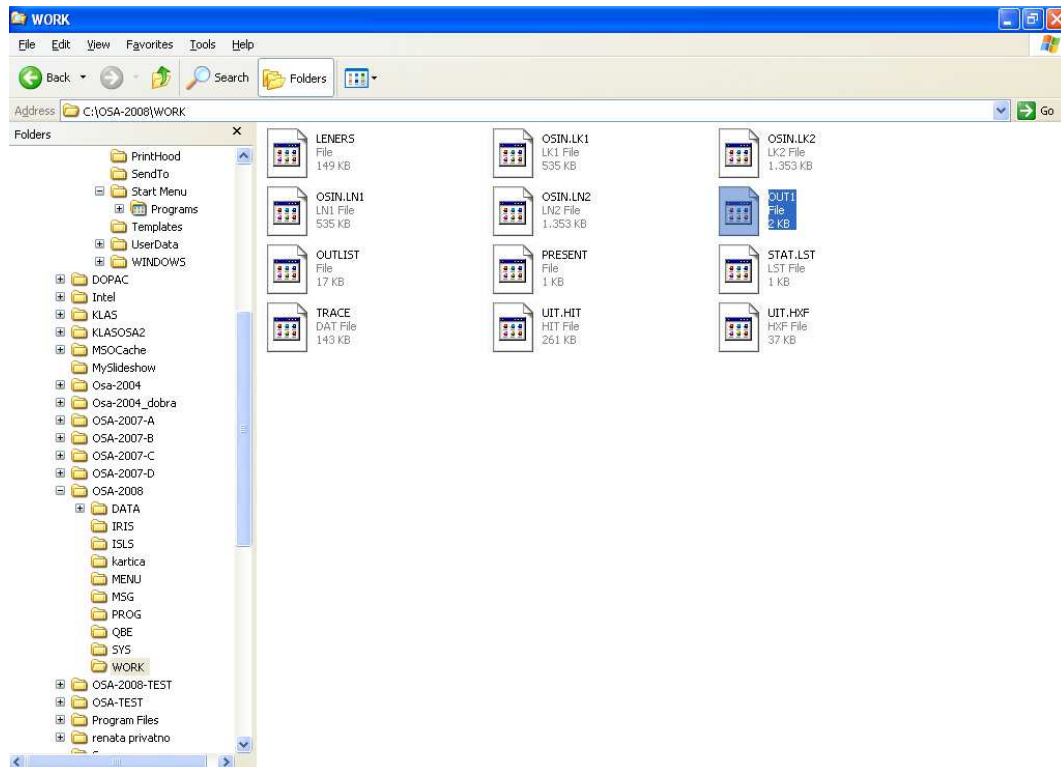 WORK
File Edit View Favorites Tools Help
Back Search Folders
Address C:\OSA-2008\WORK Go
Folders x
PrintHood
SendTo
Start Menu
Programs
Templates
UserData
WINDOWS
DOPAC
Intel
KLAS
KLASOSA2
MSOCache
MySlideshow
Osa-2004
Osa-2004_dobra
OSA-2007-A
OSA-2007-B
OSA-2007-C
OSA-2007-D
OSA-2008
DATA
IRIS
ISLS
kartica
MENU
MSG
PROG
QBE
SYS
WORK
OSA-2008-TEST
OSA-TEST
Program Files
renata privatno
LENERS
File
149 KB
OSIN.LK1
LK1 File
535 KB
OSIN.LK2
LK2 File
1.353 KB
OSIN.LN1
LN1 File
535 KB
OSIN.LN2
LN2 File
1.353 KB
OUT1
File
2 KB
OUTLIST
File
17 KB
PRESENT
File
1 KB
STAT.LST
LST File
1 KB
TRACE
DAT File
143 KB
UIT.HIT
HIT File
261 KB
UIT.HXF
HXF File
37 KB